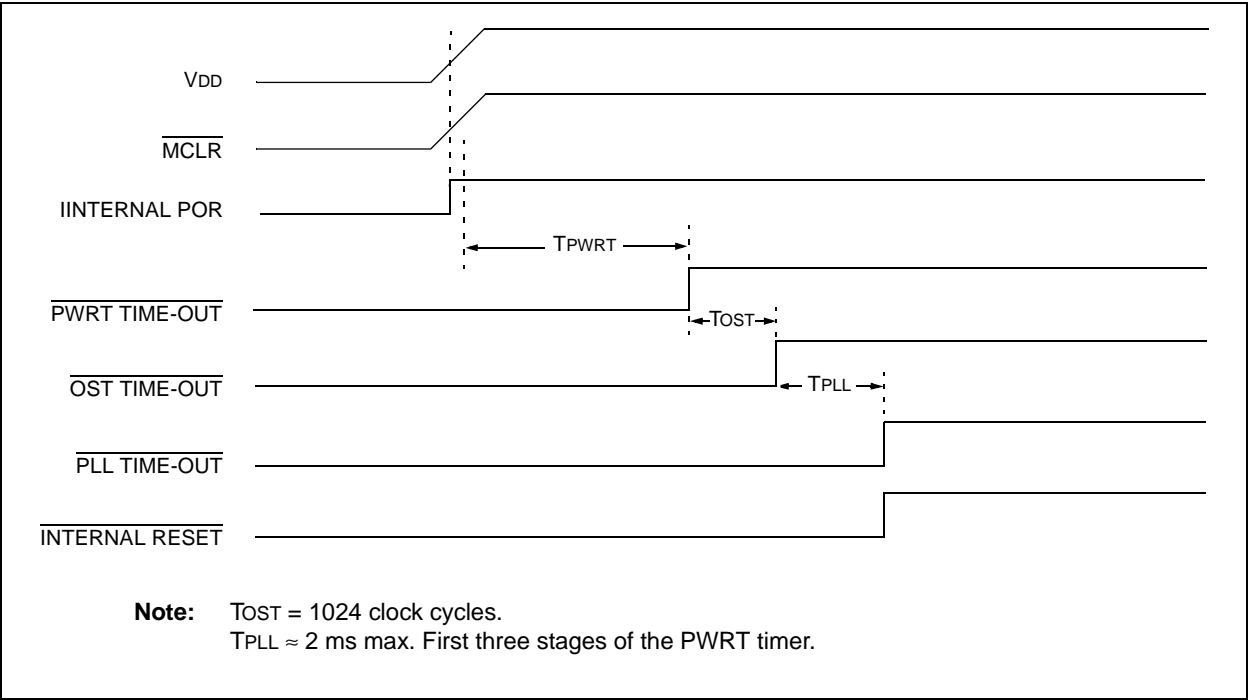 VDD
MCLR
IINTERNAL POR
TPWRT
PWRT TIME-OUT
TOST
OST TIME-OUT
TPLL
PLL TIME-OUT
INTERNAL RESET
Note: TOST = 1024 clock cycles.
TPLL ≈ 2 ms max. First three stages of the PWRT timer.